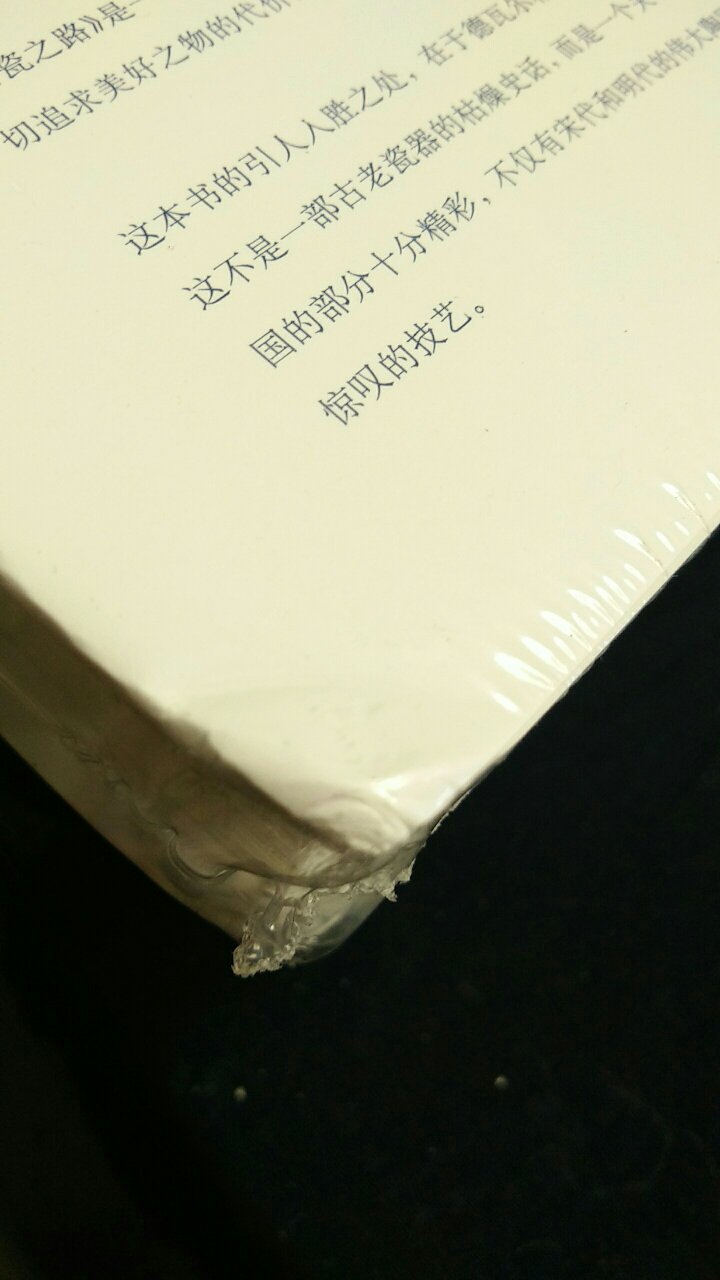 瓷之路》是一
切追求美好之物的代价
这本书的引人入胜之处，在于德瓦尔
这不是一部古老瓷器的枯燥史话，而是一个关
国的部分十分精彩，不仅有宋代和明代的伟大
惊叹的技艺。